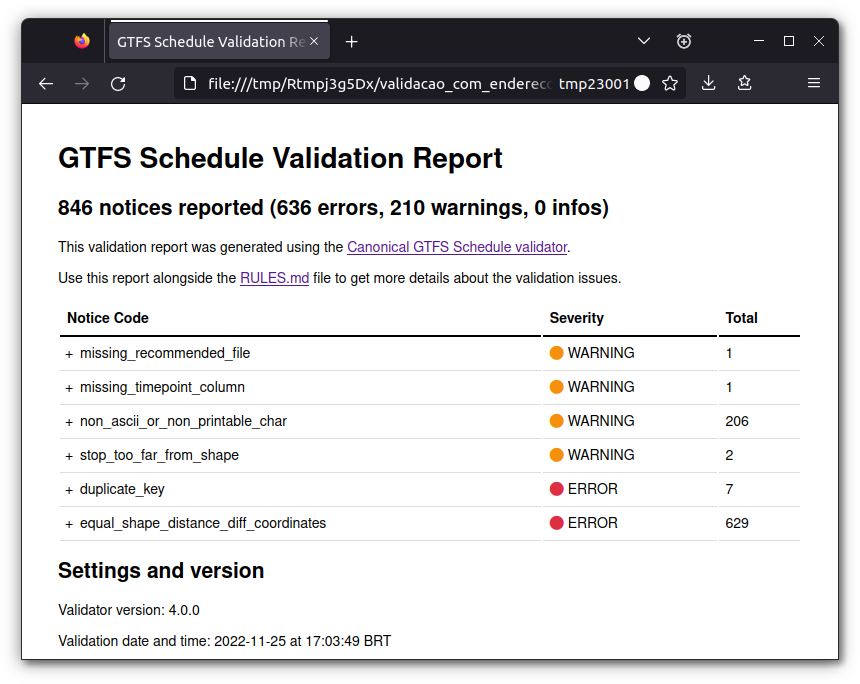 GTFS Schedule Validation Re
file:///tmp/Rtmpj3g5Dx/validacao_com_enderec tmp23001
GTFS Schedule Validation Report
846 notices reported (636 errors, 210 warnings, 0 infos)
This validation report was generated using the Canonical GTFS Schedule validator.
Use this report alongside the RULES.md file to get more details about the validation issues.
Notice Code Severity Total
+ missing_recommended_file WARNING 1
+ missing_timepoint_column WARNING 1
+ non_ascii_or_non_printable_char WARNING 206
+ stop_too_far_from_shape WARNING 2
+ duplicate_key ERROR 7
+ equal_shape_distance_diff_coordinates ERROR 629
Settings and version
Validator version: 4.0.0
Validation date and time: 2022-11-25 at 17:03:49 BRT